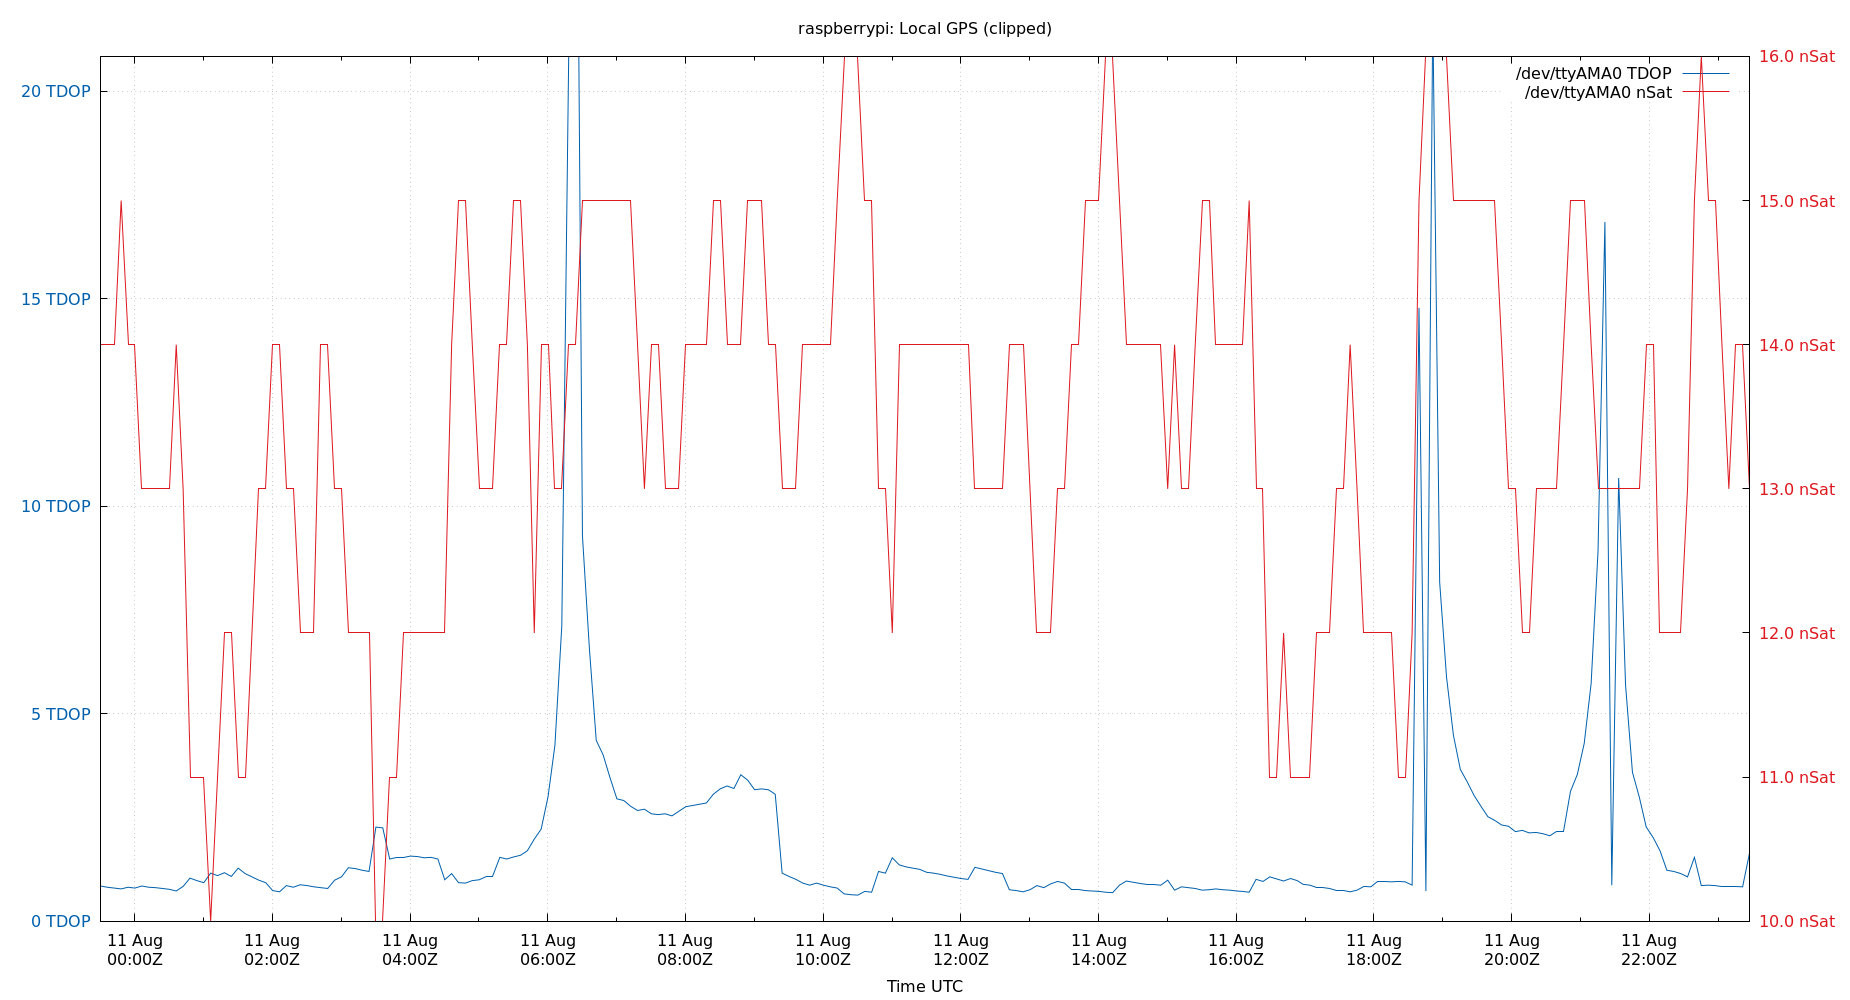 raspberrypi: Local GPS (clipped)
/dev/ttyAMA0 TDOP
/dev/ttyAMA0 nSat
20 TDOP
15 TDOP
10 TDOP
5 TDOP
0 TDOP
16.0 nSat
15.0 nSat
14.0 nSat
13.0 nSat
12.0 nSat
11.0 nSat
10.0 nSat
11 Aug 11 Aug 11 Aug 11 Aug 11 Aug 11 Aug 11 Aug 11 Aug 11 Aug 11 Aug 11 Aug 11 Aug
00:00Z 02:00Z 04:00Z 06:00Z 08:00Z 10:00Z 12:00Z 14:00Z 16:00Z 18:00Z 20:00Z 22:00Z
Time UTC